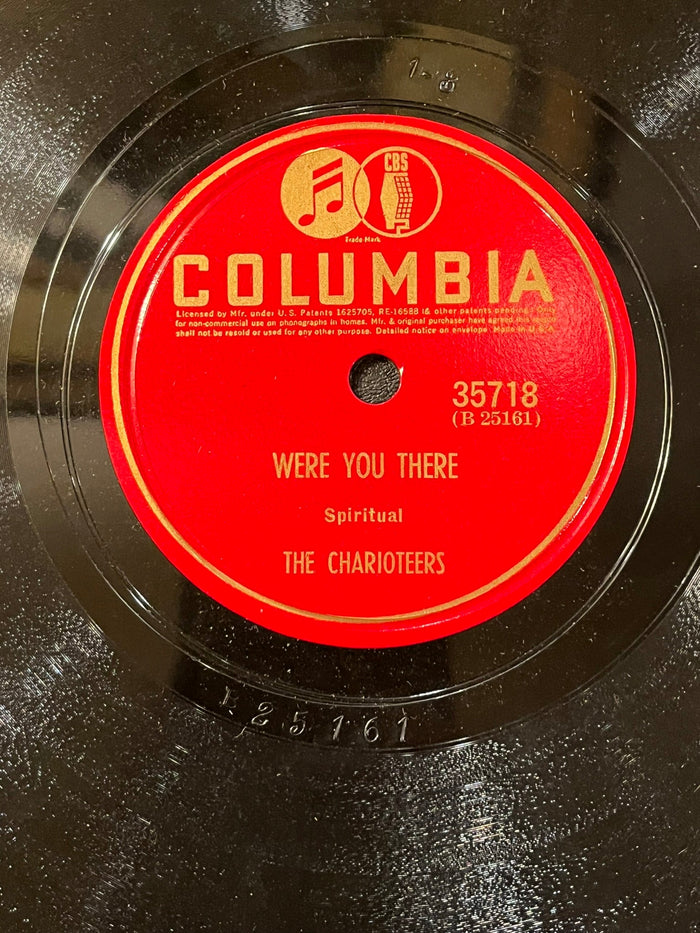 1-B
CBS
Trade Mark
COLUMBIA
Licensed by Mfr. under U. S. Patents 1625705, RE-16588 (& other patents pending) Only
for non-commercial use on phonographs in homes. Mfr. & original purchaser have agreed this record
shall not be resold or used for any other purpose. Detailed notice on envelope. Made in U.S.A.
35718
(B 25161)
WERE YOU THERE
Spiritual
THE CHARIOTEERS
25161